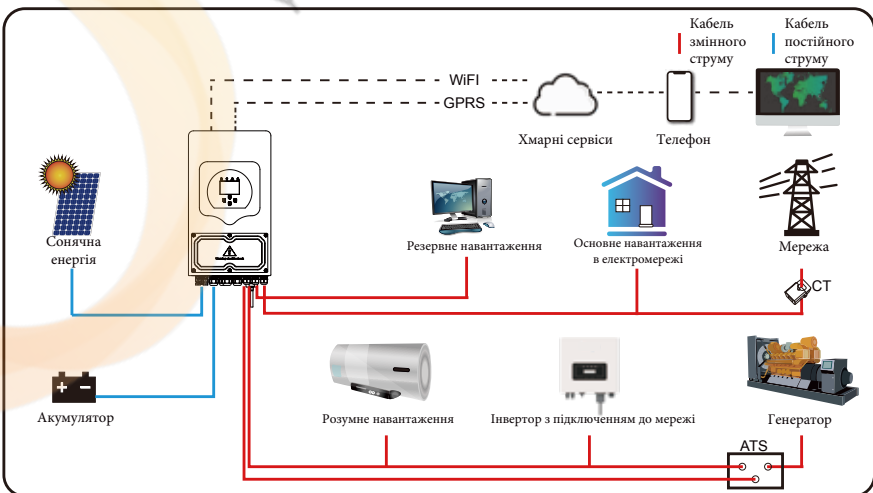 Кабель
змінного
струму
Кабель
постійного
струму
WiFI
GPRS
Хмарні сервіси
Телефон
Сонячна
енергія
Резервне навантаження
Основне навантаження
в електромережі
Мережа
CT
Акумулятор
Розумне навантаження
Інвертор з підключенням до мережі
Генератор
ATS